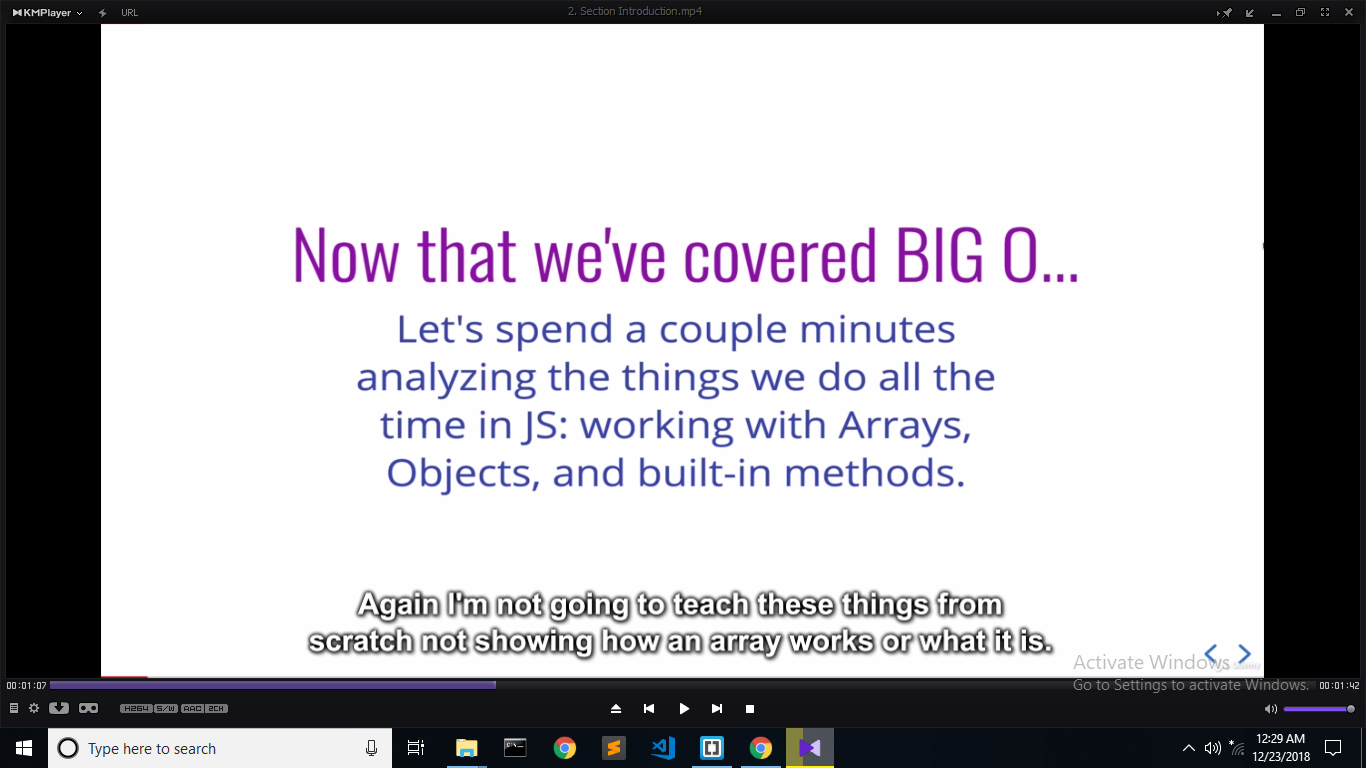 KMPlayer
URL
2. Section Introduction.mp4
Now that we've covered BIG O...
Let's spend a couple minutes
analyzing the things we do all the
time in JS: working with Arrays,
Objects, and built-in methods.
Again I'm not going to teach these things from
scratch not showing how an array works or what it is.
Activate Windows
Go to Settings to activate Windows.
00:01:07
00:01:42
H264 S/W AAC 2CH
Type here to search
12:29 AM
12/23/2018